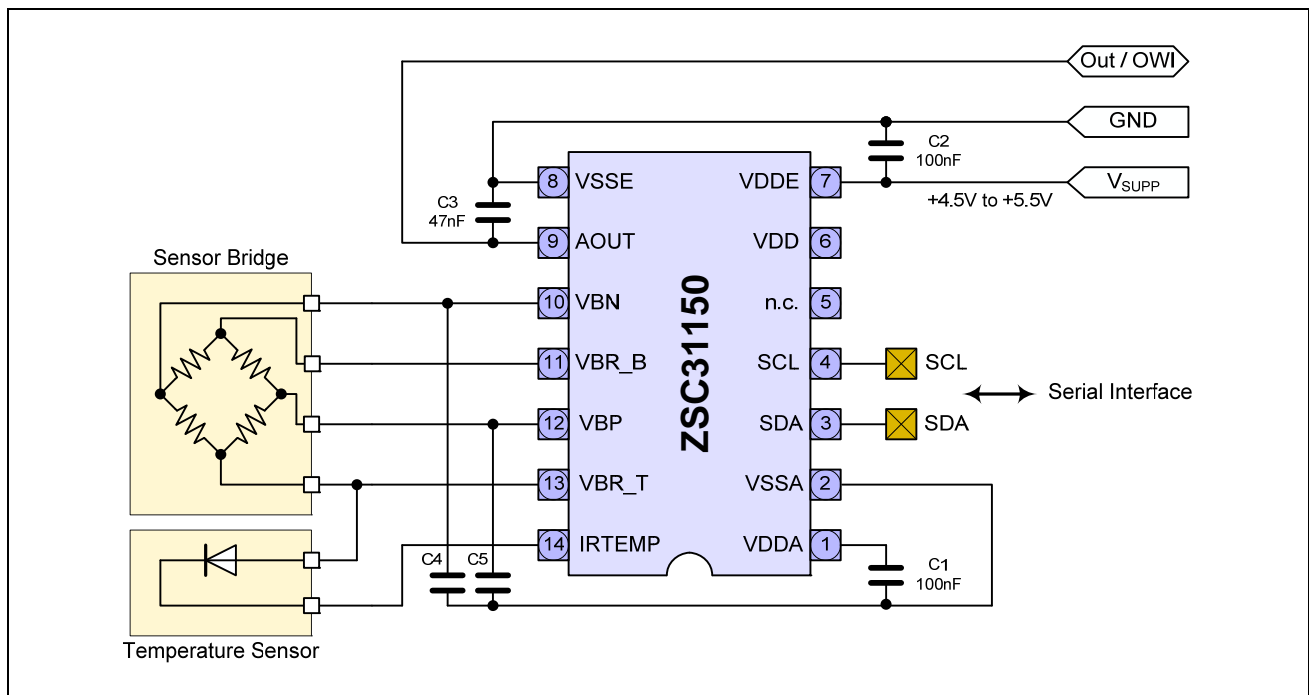 Out / OWI
GND
C2
100nF
8 VSSE
VDDE 7
VSUPP
+4.5V to +5.5V
C3
47nF
9 AOUT
VDD 6
Sensor Bridge
10 VBN
n.c. 5
11 VBR_B
SCL 4
SCL
Serial Interface
12 VBP
SDA 3
SDA
13 VBR_T
VSSA 2
14 IRTEMP
VDDA 1
ZSC31150
C4
C5
C1
100nF
Temperature Sensor